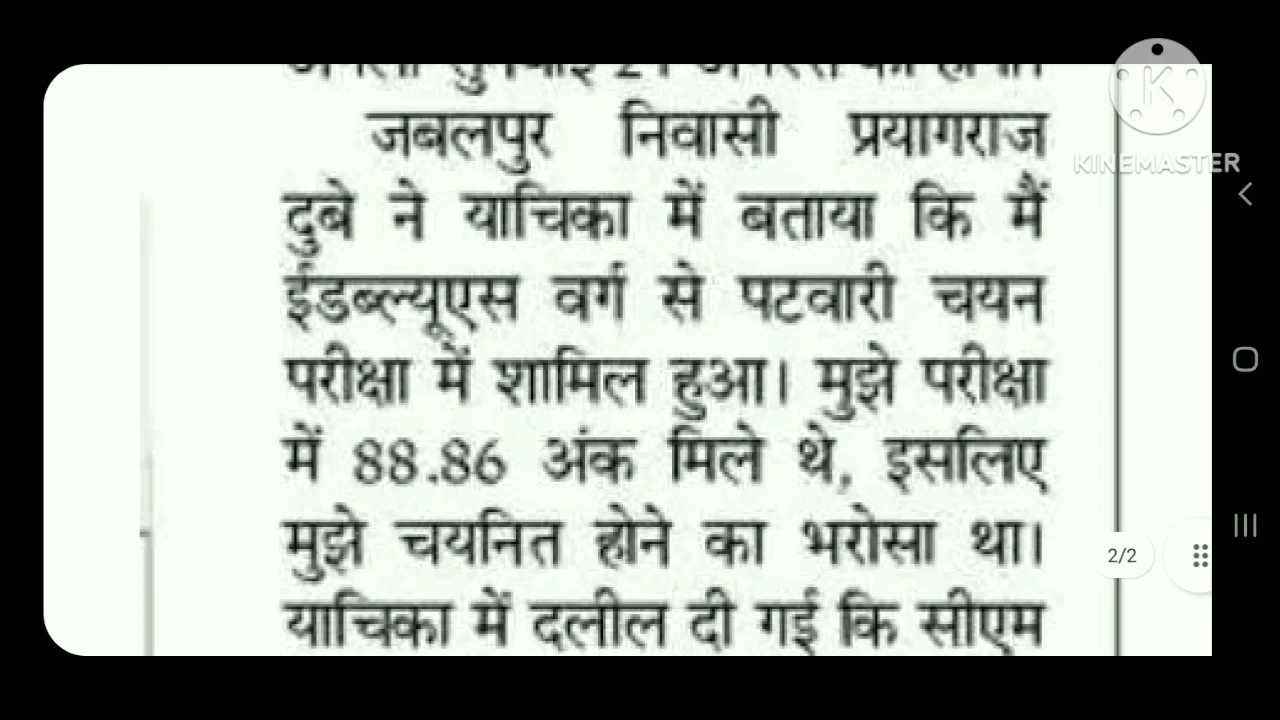 जबलपुर निवासी प्रयागराज
दुबे ने याचिका में बताया कि मैं
ईडब्ल्यूएस वर्ग से पटवारी चयन
परीक्षा में शामिल हुआ। मुझे परीक्षा
में 88.86 अंक मिले थे, इसलिए
मुझे चयनित होने का भरोसा था।
याचिका में दलील दी गई कि सीएम
K
KINEMASTER
2/2